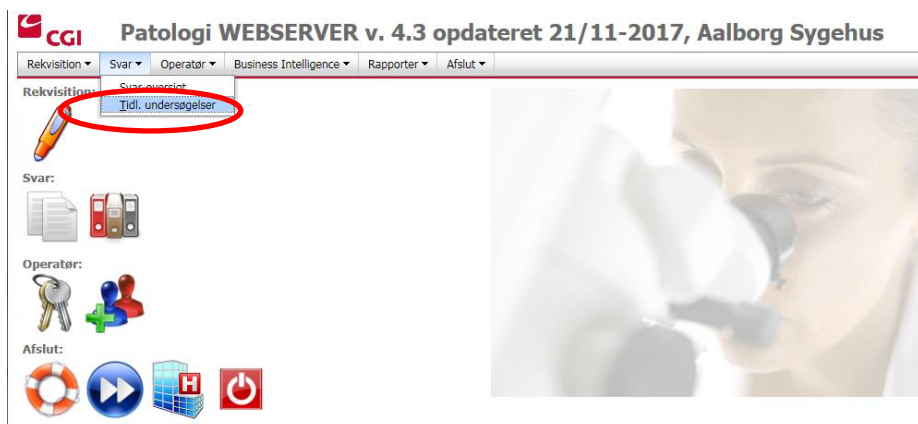 CGI
Patologi WEBSERVER v. 4.3 opdateret 21/11-2017, Aalborg Sygehus
Rekvisition Svar Operatør Business Intelligence Rapporter Afslut
Rekvisition:
Svar oversigt
Tidl. undersøgelser
Svar:
Operatør:
Afslut:
H